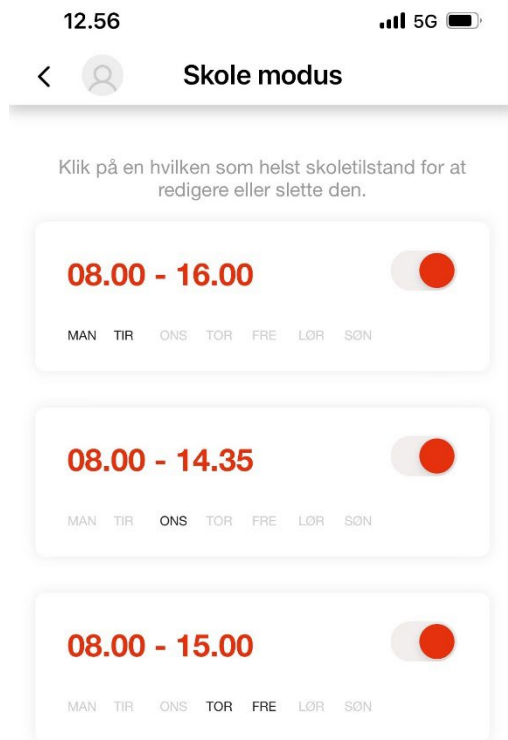 12.56 5G
Skole modus
Klik på en hvilken som helst skoletilstand for at
redigere eller slette den.
08.00 - 16.00
MAN TIR ONS TOR FRE LØR SØN
08.00 - 14.35
MAN TIR ONS TOR FRE LØR SØN
08.00 - 15.00
MAN TIR ONS TOR FRE LØR SØN